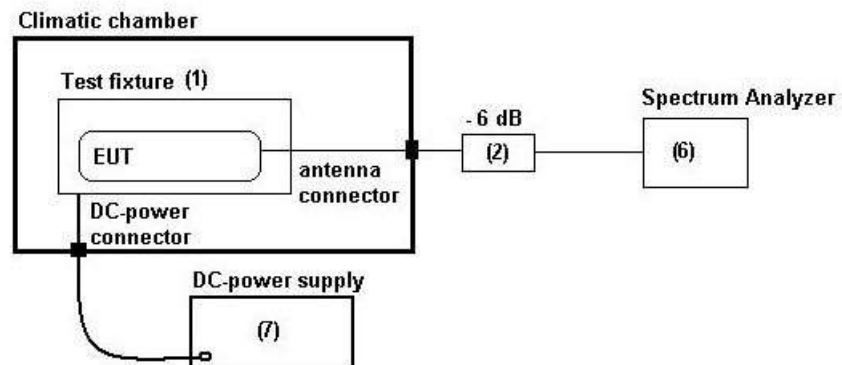 Climatic chamber
Test fixture (1)
EUT
antenna
connector
DC-power
connector
- 6 dB
(2)
Spectrum Analyzer
(6)
DC-power supply
(7)